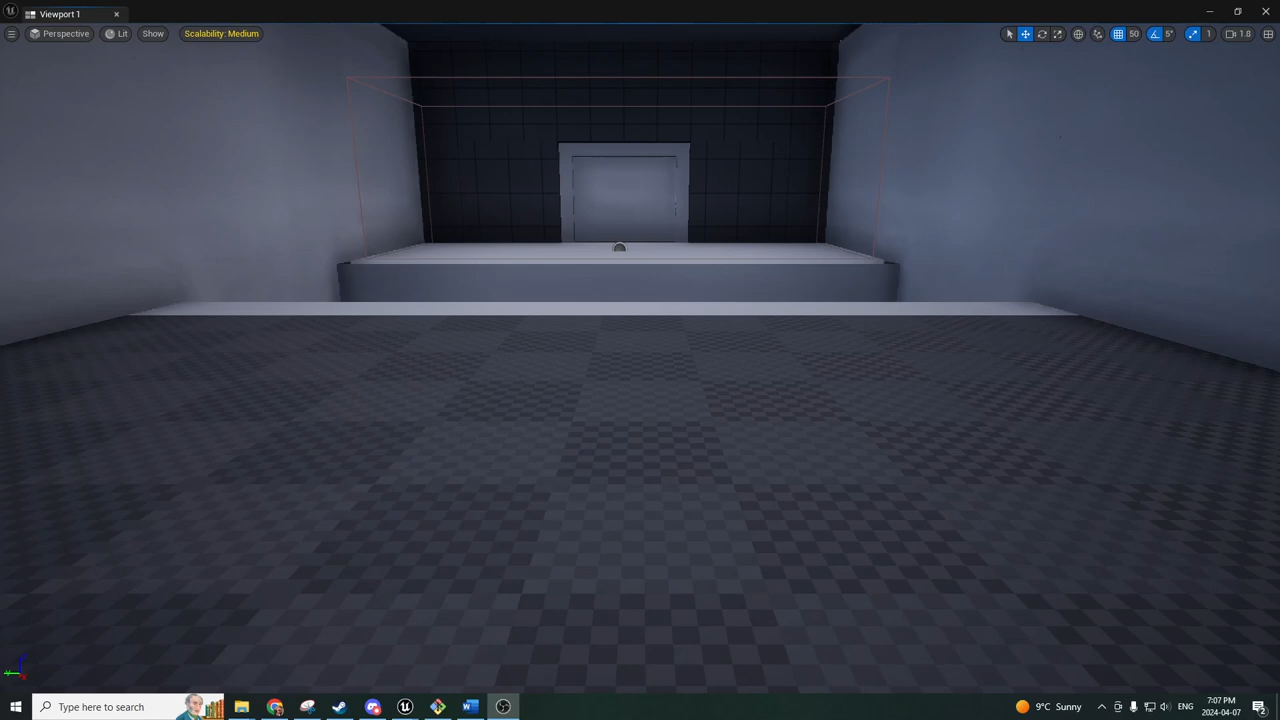 Viewport 1
Perspective
Lit
Show
Scalability: Medium
50
5°
1
1.8
Type here to search
9°C Sunny
ENG
7:07 PM
2024-04-07
2